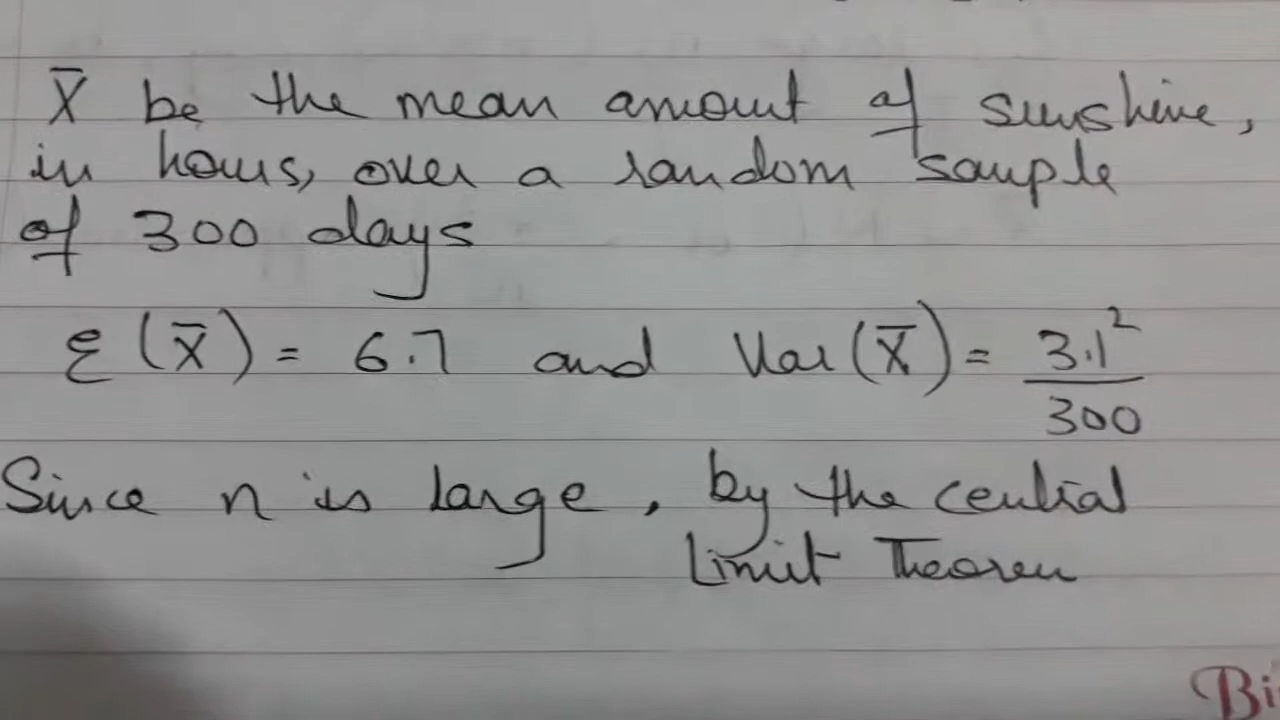 X̄ be the mean amount of sunshine,
in hours, over a random sample
of 300 days
E(X̄) = 6.7 and Var(X̄) = 3.1²/300
Since n is large, by the central
Limit Theorem
Bi